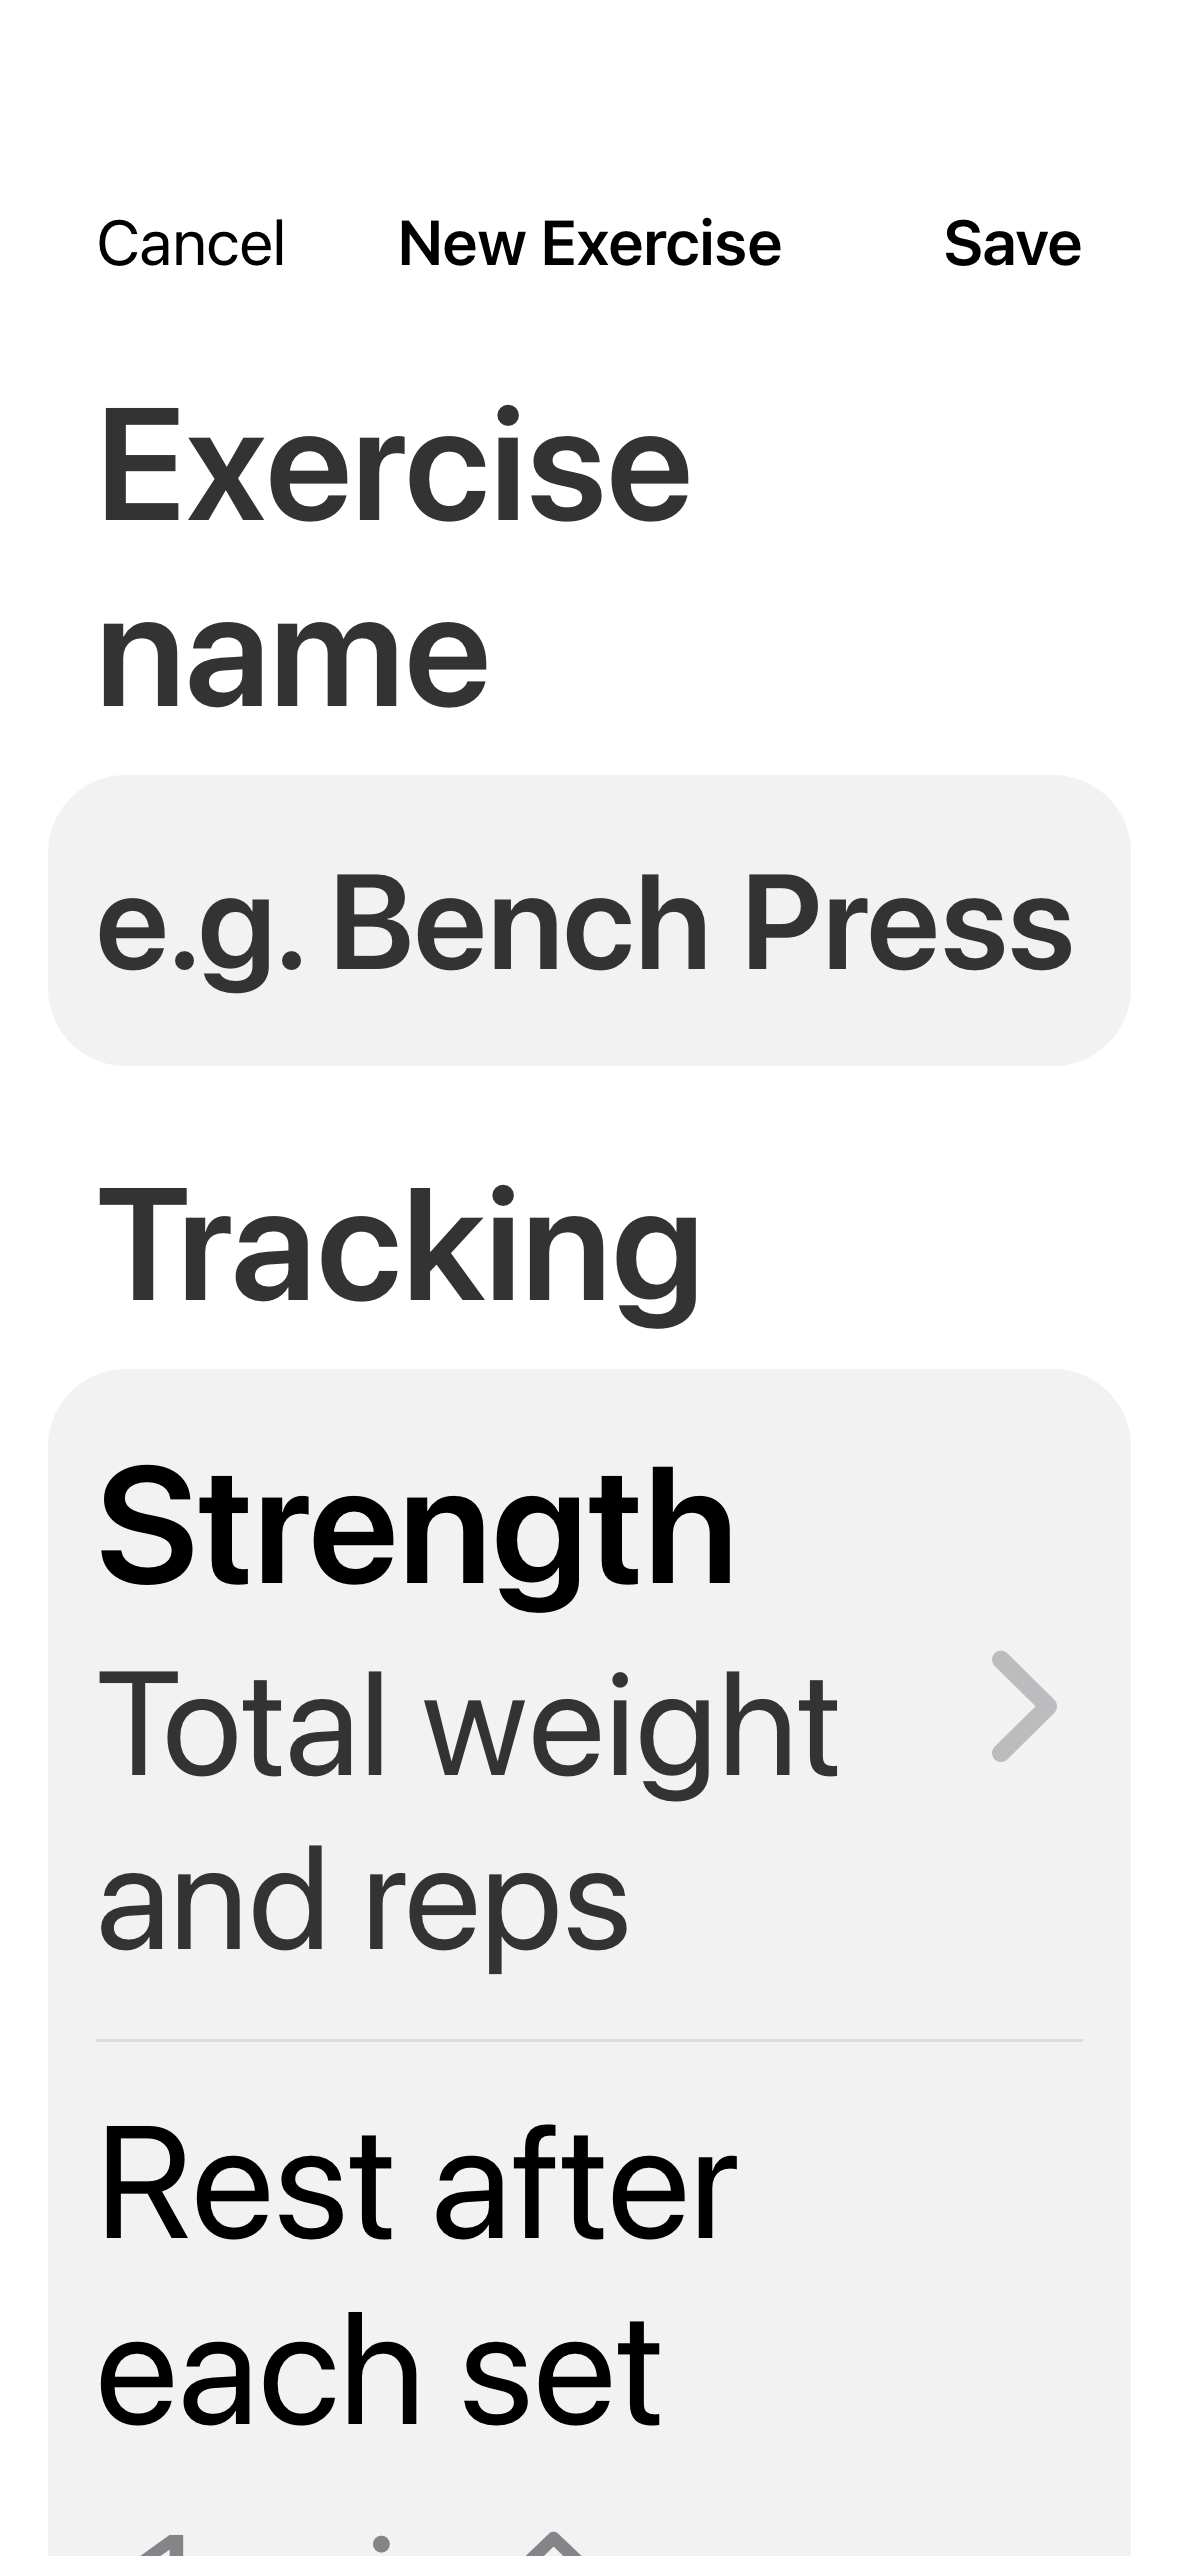 Cancel New Exercise Save
Exercise
name
e.g. Bench Press
Tracking
Strength
Total weight
and reps
Rest after
each set